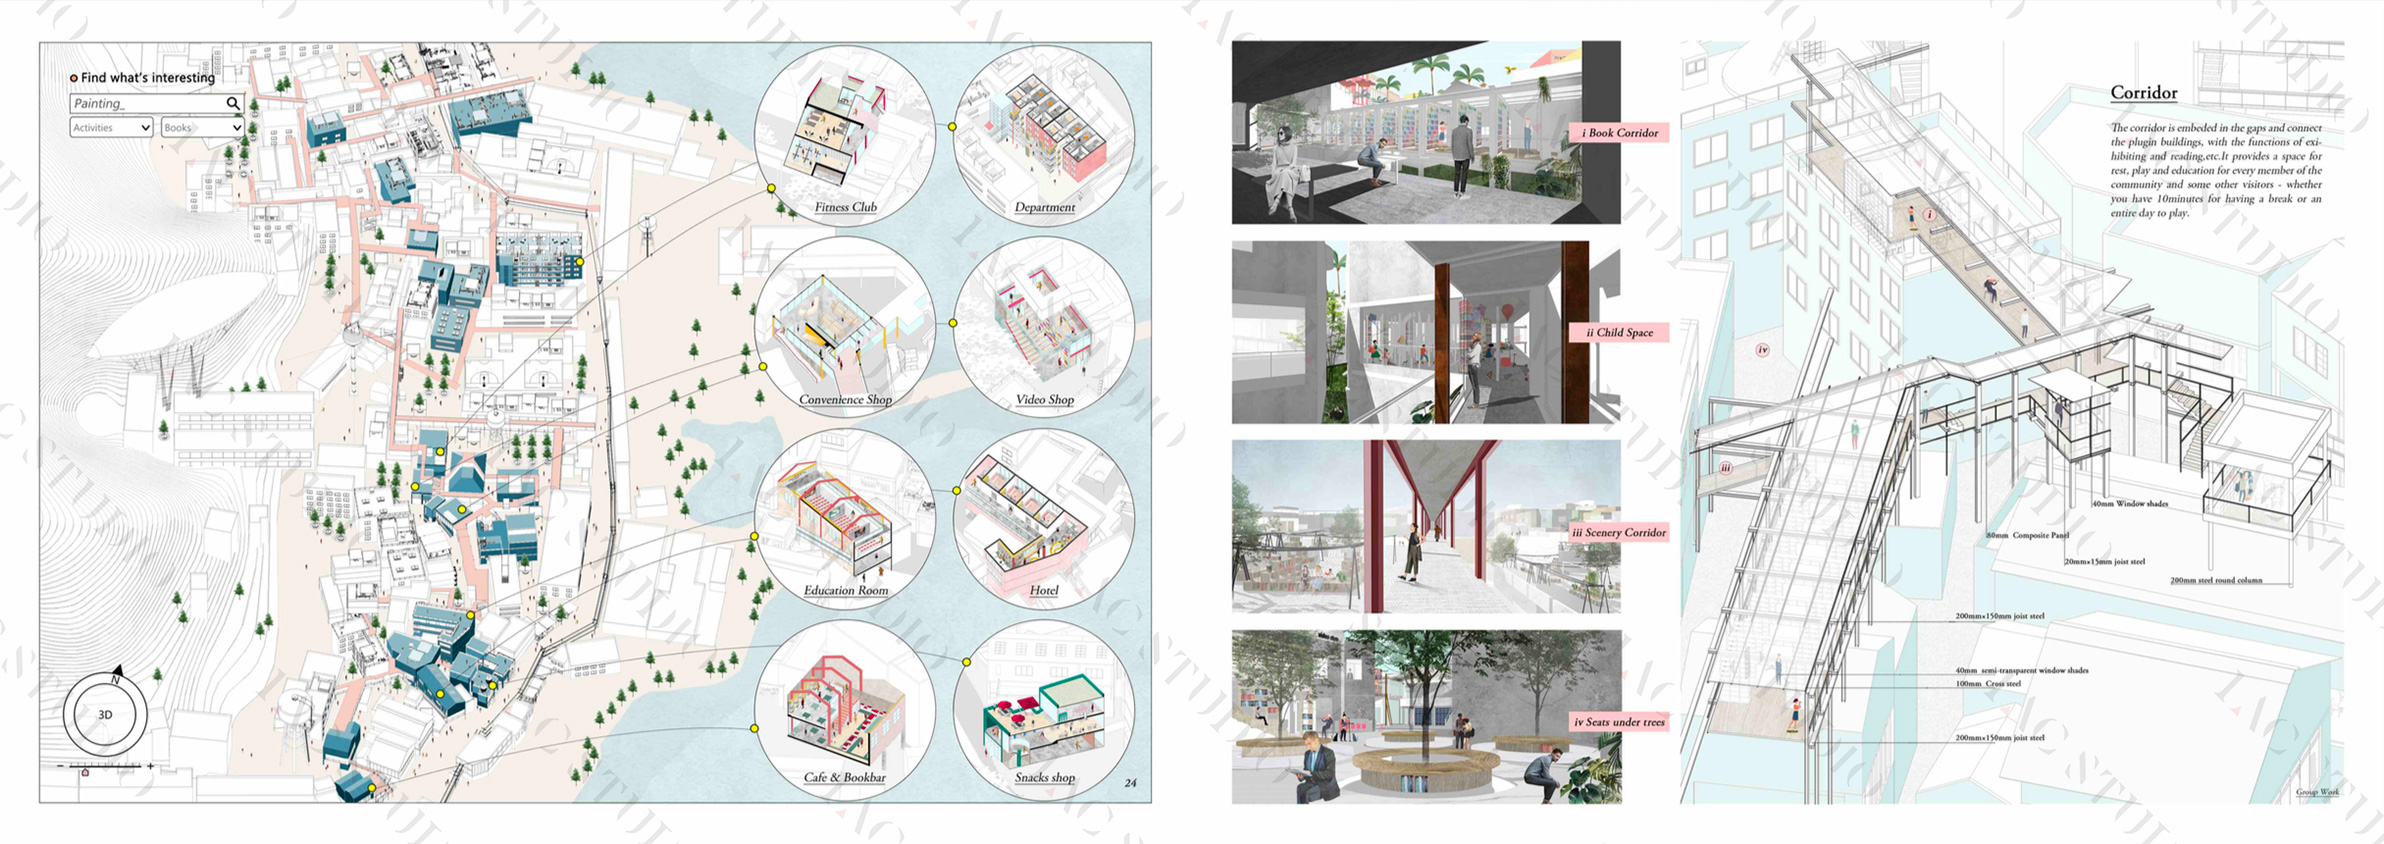 Find what's interesting
Painting_
Activities
Books
N
3D
Fitness Club
Department
Convenience Shop
Video Shop
Education Room
Hotel
Cafe & Bookbar
Snacks shop
24
i Book Corridor
ii Child Space
iii Scenery Corridor
iv Seats under trees
Corridor
The corridor is embeded in the gaps and connect
the plugin buildings, with the functions of exi-
hibiting and reading,etc.It provides a space for
rest, play and education for every member of the
community and some other visitors - whether
you have 10minutes for having a break or an
entire day to play.
i
iv
iii
40mm Window shades
80mm Composite Panel
20mm×15mm joist steel
200mm steel round column
200mm×150mm joist steel
40mm semi-transparent window shades
100mm Cross steel
200mm×150mm joist steel
Group Work